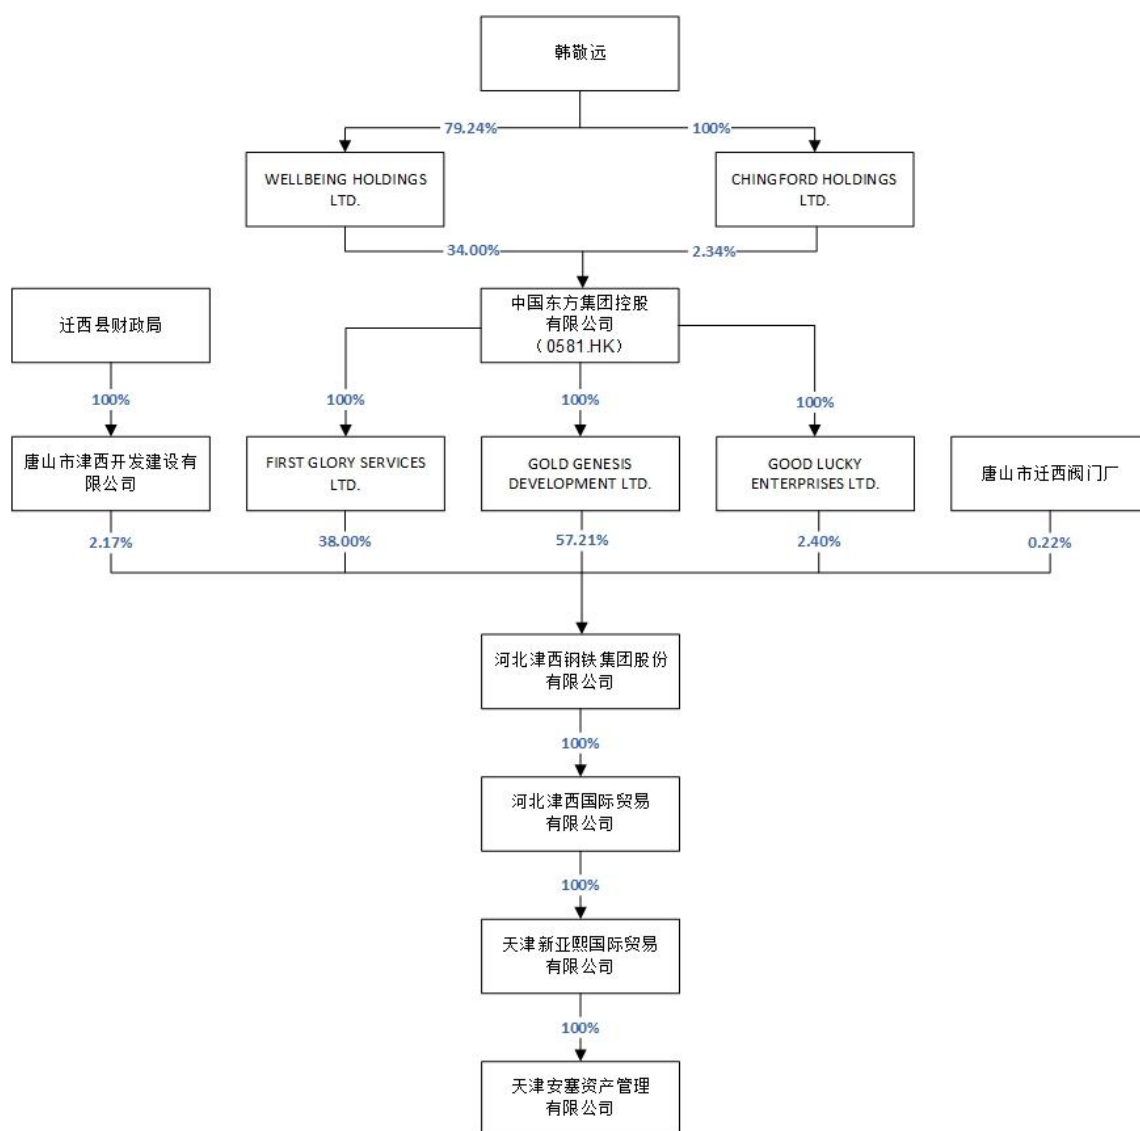 韩敬远
79.24%
100%
WELLBEING HOLDINGS
LTD.
CHINGFORD HOLDINGS
LTD.
34.00%
2.34%
迁西县财政局
中国东方集团控股
有限公司
(0581.HK)
100%
100%
100%
100%
唐山市津西开发建设有
限公司
FIRST GLORY SERVICES
LTD.
GOLD GENESIS
DEVELOPMENT LTD.
GOOD LUCKY
ENTERPRISES LTD.
唐山市迁西阀门厂
2.17%
38.00%
57.21%
2.40%
0.22%
河北津西钢铁集团股份
有限公司
100%
河北津西国际贸易
有限公司
100%
天津新亚熙国际贸易
有限公司
100%
天津安塞资产管理
有限公司